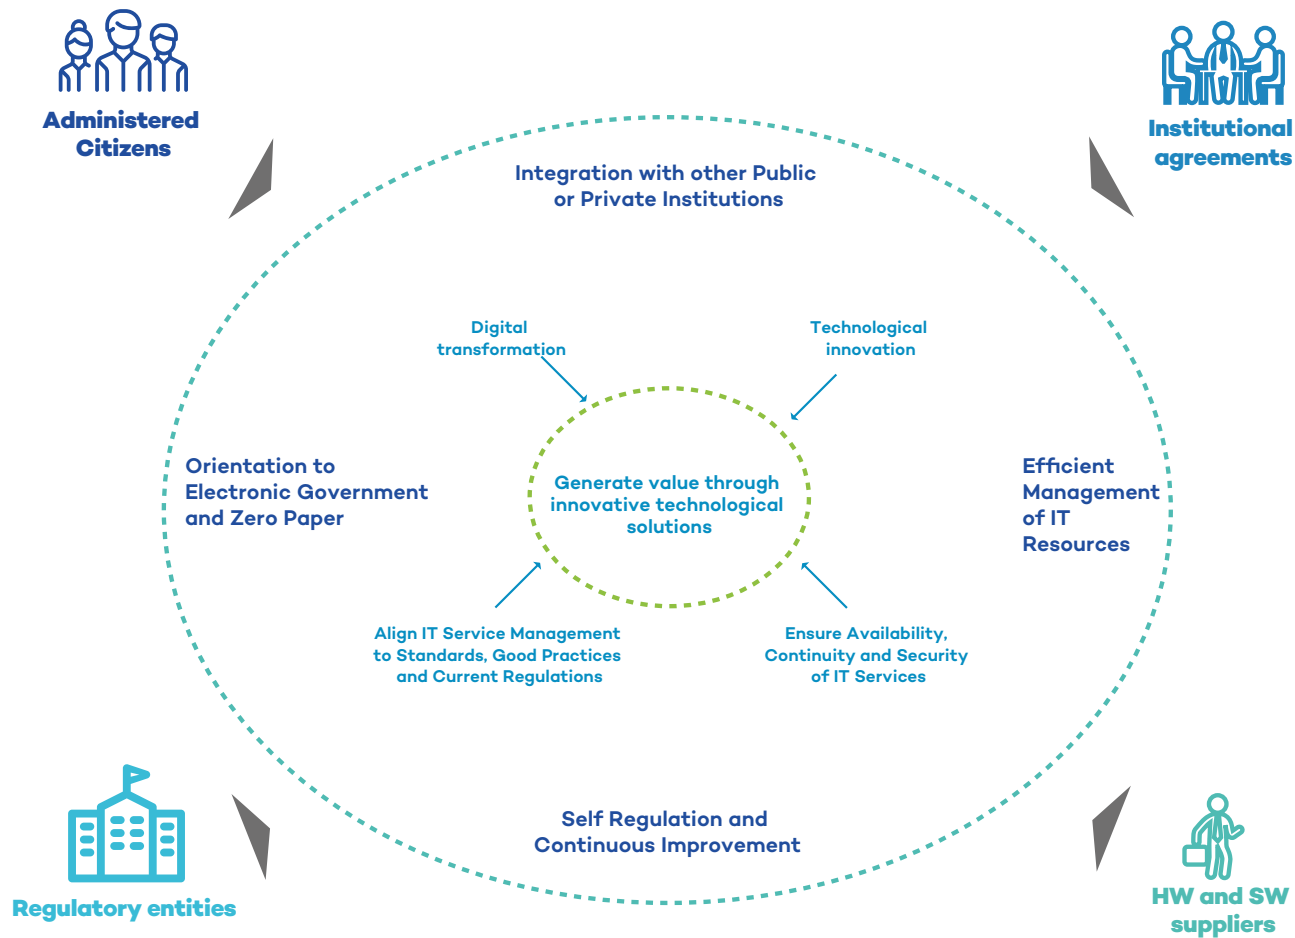 Administered
Citizens
Institutional
agreements
Integration with other Public
or Private Institutions
Digital
transformation
Technological
innovation
Orientation to
Electronic Government
and Zero Paper
Generate value through
innovative technological
solutions
Efficient
Management
of IT
Resources
Align IT Service Management
to Standards, Good Practices
and Current Regulations
Ensure Availability,
Continuity and Security
of IT Services
Self Regulation and
Continuous Improvement
Regulatory entities
HW and SW
suppliers